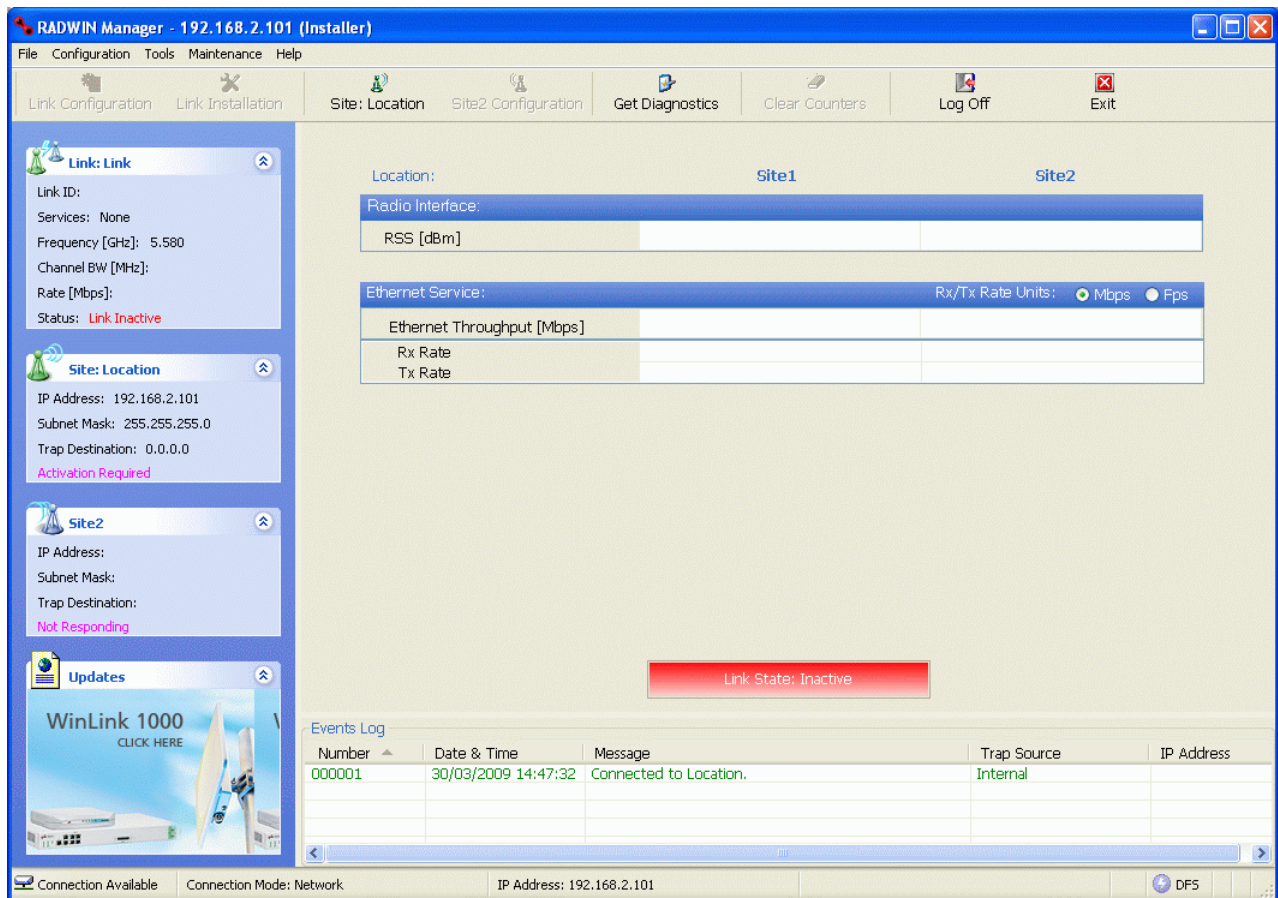 RADWIN Manager - 192.168.2.101 (Installer)
File Configuration Tools Maintenance Help
Link Configuration Link Installation Site: Location Site2 Configuration Get Diagnostics Clear Counters Log Off Exit
Link: Link
Link ID:
Services: None
Frequency [GHz]: 5.580
Channel BW [MHz]:
Rate [Mbps]:
Status: Link Inactive
Site: Location
IP Address: 192.168.2.101
Subnet Mask: 255.255.255.0
Trap Destination: 0.0.0.0
Activation Required
Site2
IP Address:
Subnet Mask:
Trap Destination:
Not Responding
Updates
WinLink 1000
CLICK HERE
Location: Site1 Site2
Radio Interface:
RSS [dBm]
Ethernet Service: Rx/Tx Rate Units: Mbps Fps
Ethernet Throughput [Mbps]
Rx Rate
Tx Rate
Link State: Inactive
Events Log
Number Date & Time Message Trap Source IP Address
000001 30/03/2009 14:47:32 Connected to Location. Internal
Connection Available Connection Mode: Network IP Address: 192.168.2.101 DFS